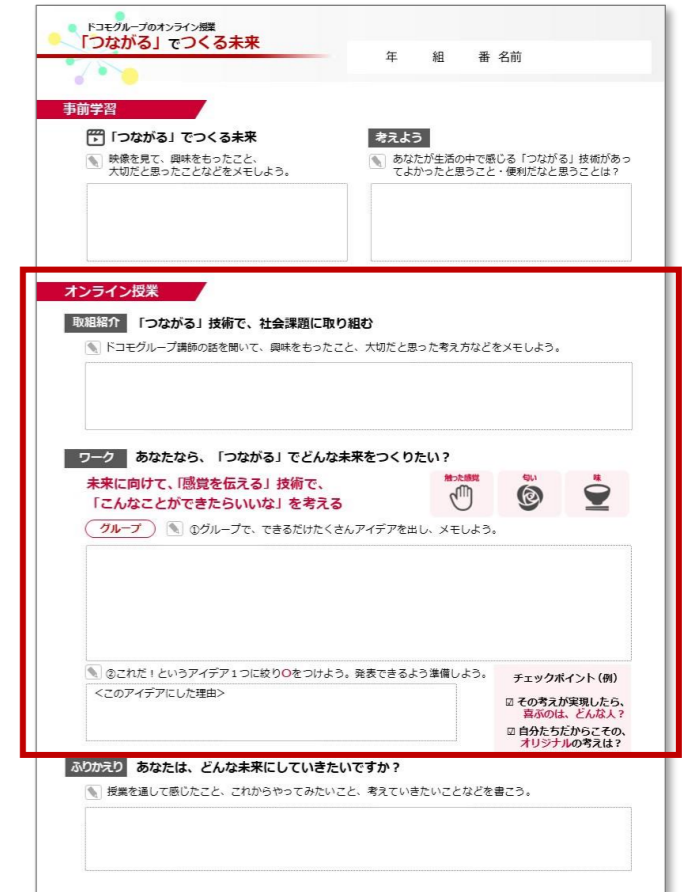 ドコモグループのオンライン授業
「つながる」でつくる未来
年 組 番 名前
事前学習
「つながる」でつくる未来
映像を見て、興味をもったこと、
大切だと思ったことなどをメモしよう。
考えよう
あなたが生活の中で感じる「つながる」技術があっ
てよかったと思うこと・便利だなと思うことは？
オンライン授業
取組紹介 「つながる」技術で、社会課題に取り組む
ドコモグループ講師の話を聞いて、興味をもったこと、大切だと思った考え方などをメモしよう。
ワーク あなたなら、「つながる」でどんな未来をつくりたい？
未来に向けて、「感覚を伝える」技術で、
「こんなことができたらいいな」を考える
触った感覚 匂い 味
グループ ①グループで、できるだけたくさんアイデアを出し、メモしよう。
②これだ！というアイデア１つに絞り〇をつけよう。発表できるよう準備しよう。
<このアイデアにした理由>
チェックポイント（例）
☑ その考えが実現したら、
喜ぶのは、どんな人？
☑ 自分たちだからこその、
オリジナルの考えは？
ふりかえり あなたは、どんな未来にしていきたいですか？
授業を通して感じたこと、これからやってみたいこと、考えていきたいことなどを書こう。